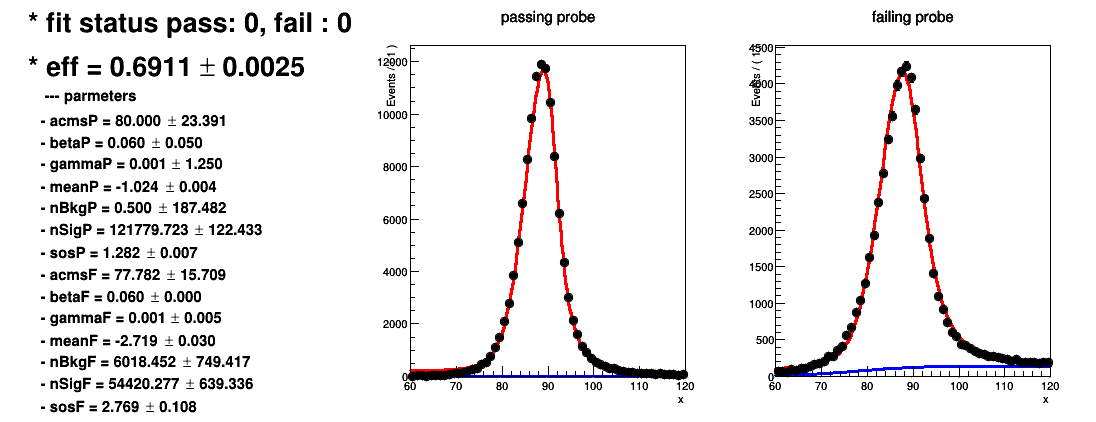 * fit status pass: 0, fail : 0
* eff = 0.6911 ± 0.0025
--- parmeters
- acmsP = 80.000 ± 23.391
- betaP = 0.060 ± 0.050
- gammaP = 0.001 ± 1.250
- meanP = -1.024 ± 0.004
- nBkgP = 0.500 ± 187.482
- nSigP = 121779.723 ± 122.433
- sosP = 1.282 ± 0.007
- acmsF = 77.782 ± 15.709
- betaF = 0.060 ± 0.000
- gammaF = 0.001 ± 0.005
- meanF = -2.719 ± 0.030
- nBkgF = 6018.452 ± 749.417
- nSigF = 54420.277 ± 639.336
- sosF = 2.769 ± 0.108
passing probe
Events / ( 1 )
12000
10000
8000
6000
4000
2000
0
60 70 80 90 100 110 120
x
failing probe
Events / ( 1 )
4500
4000
3500
3000
2500
2000
1500
1000
500
0
60 70 80 90 100 110 120
x